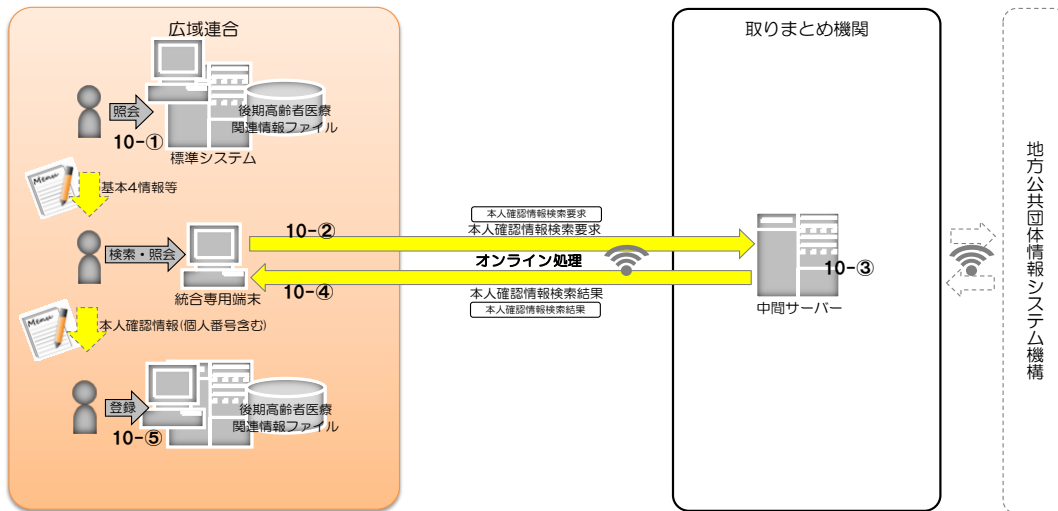 広域連合
照会
10-①
後期高齢者医療
関連情報ファイル
標準システム
Memo
基本4情報等
検索・照会
統合専用端末
10-②
本人確認情報検索要求
本人確認情報検索要求
オンライン処理
10-④
本人確認情報検索結果
本人確認情報検索結果
Memo
本人確認情報(個人番号含む)
登録
10-⑤
後期高齢者医療
関連情報ファイル
取りまとめ機関
10-③
中間サーバー
地方公共団体情報システム機構